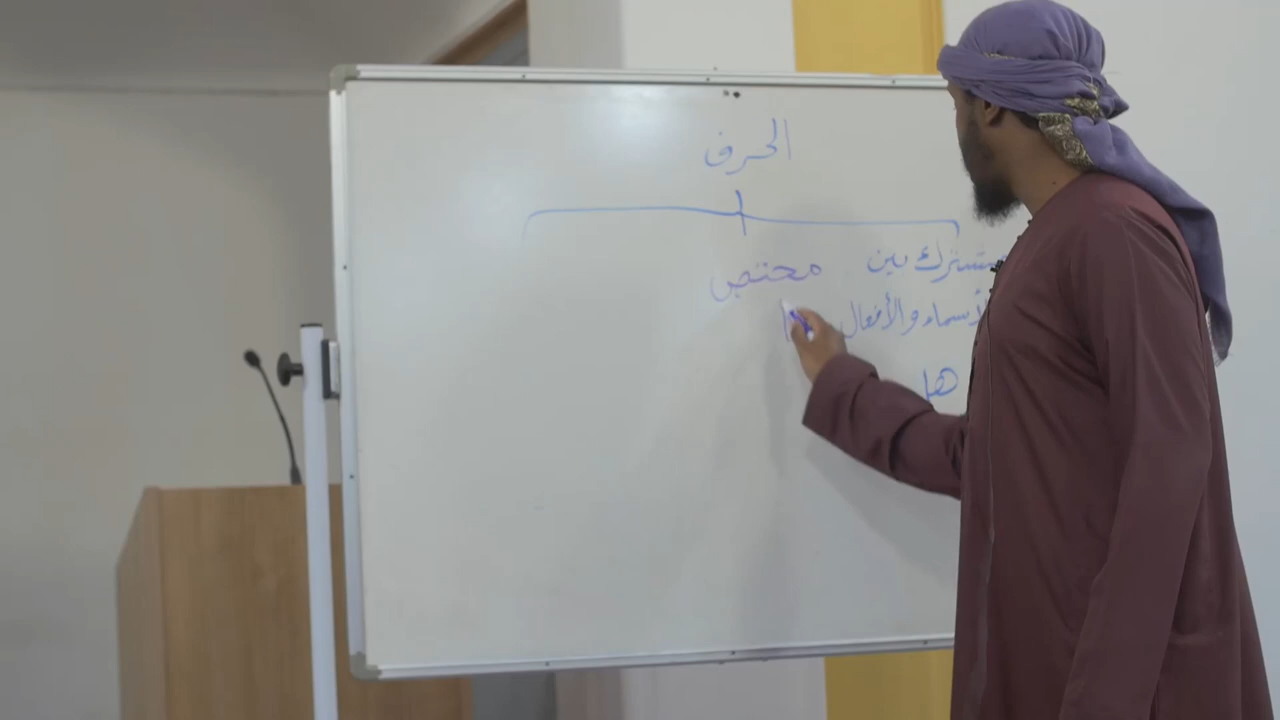 الحرف
مشترك بين
الأسماء والأفعال
هل
مختص